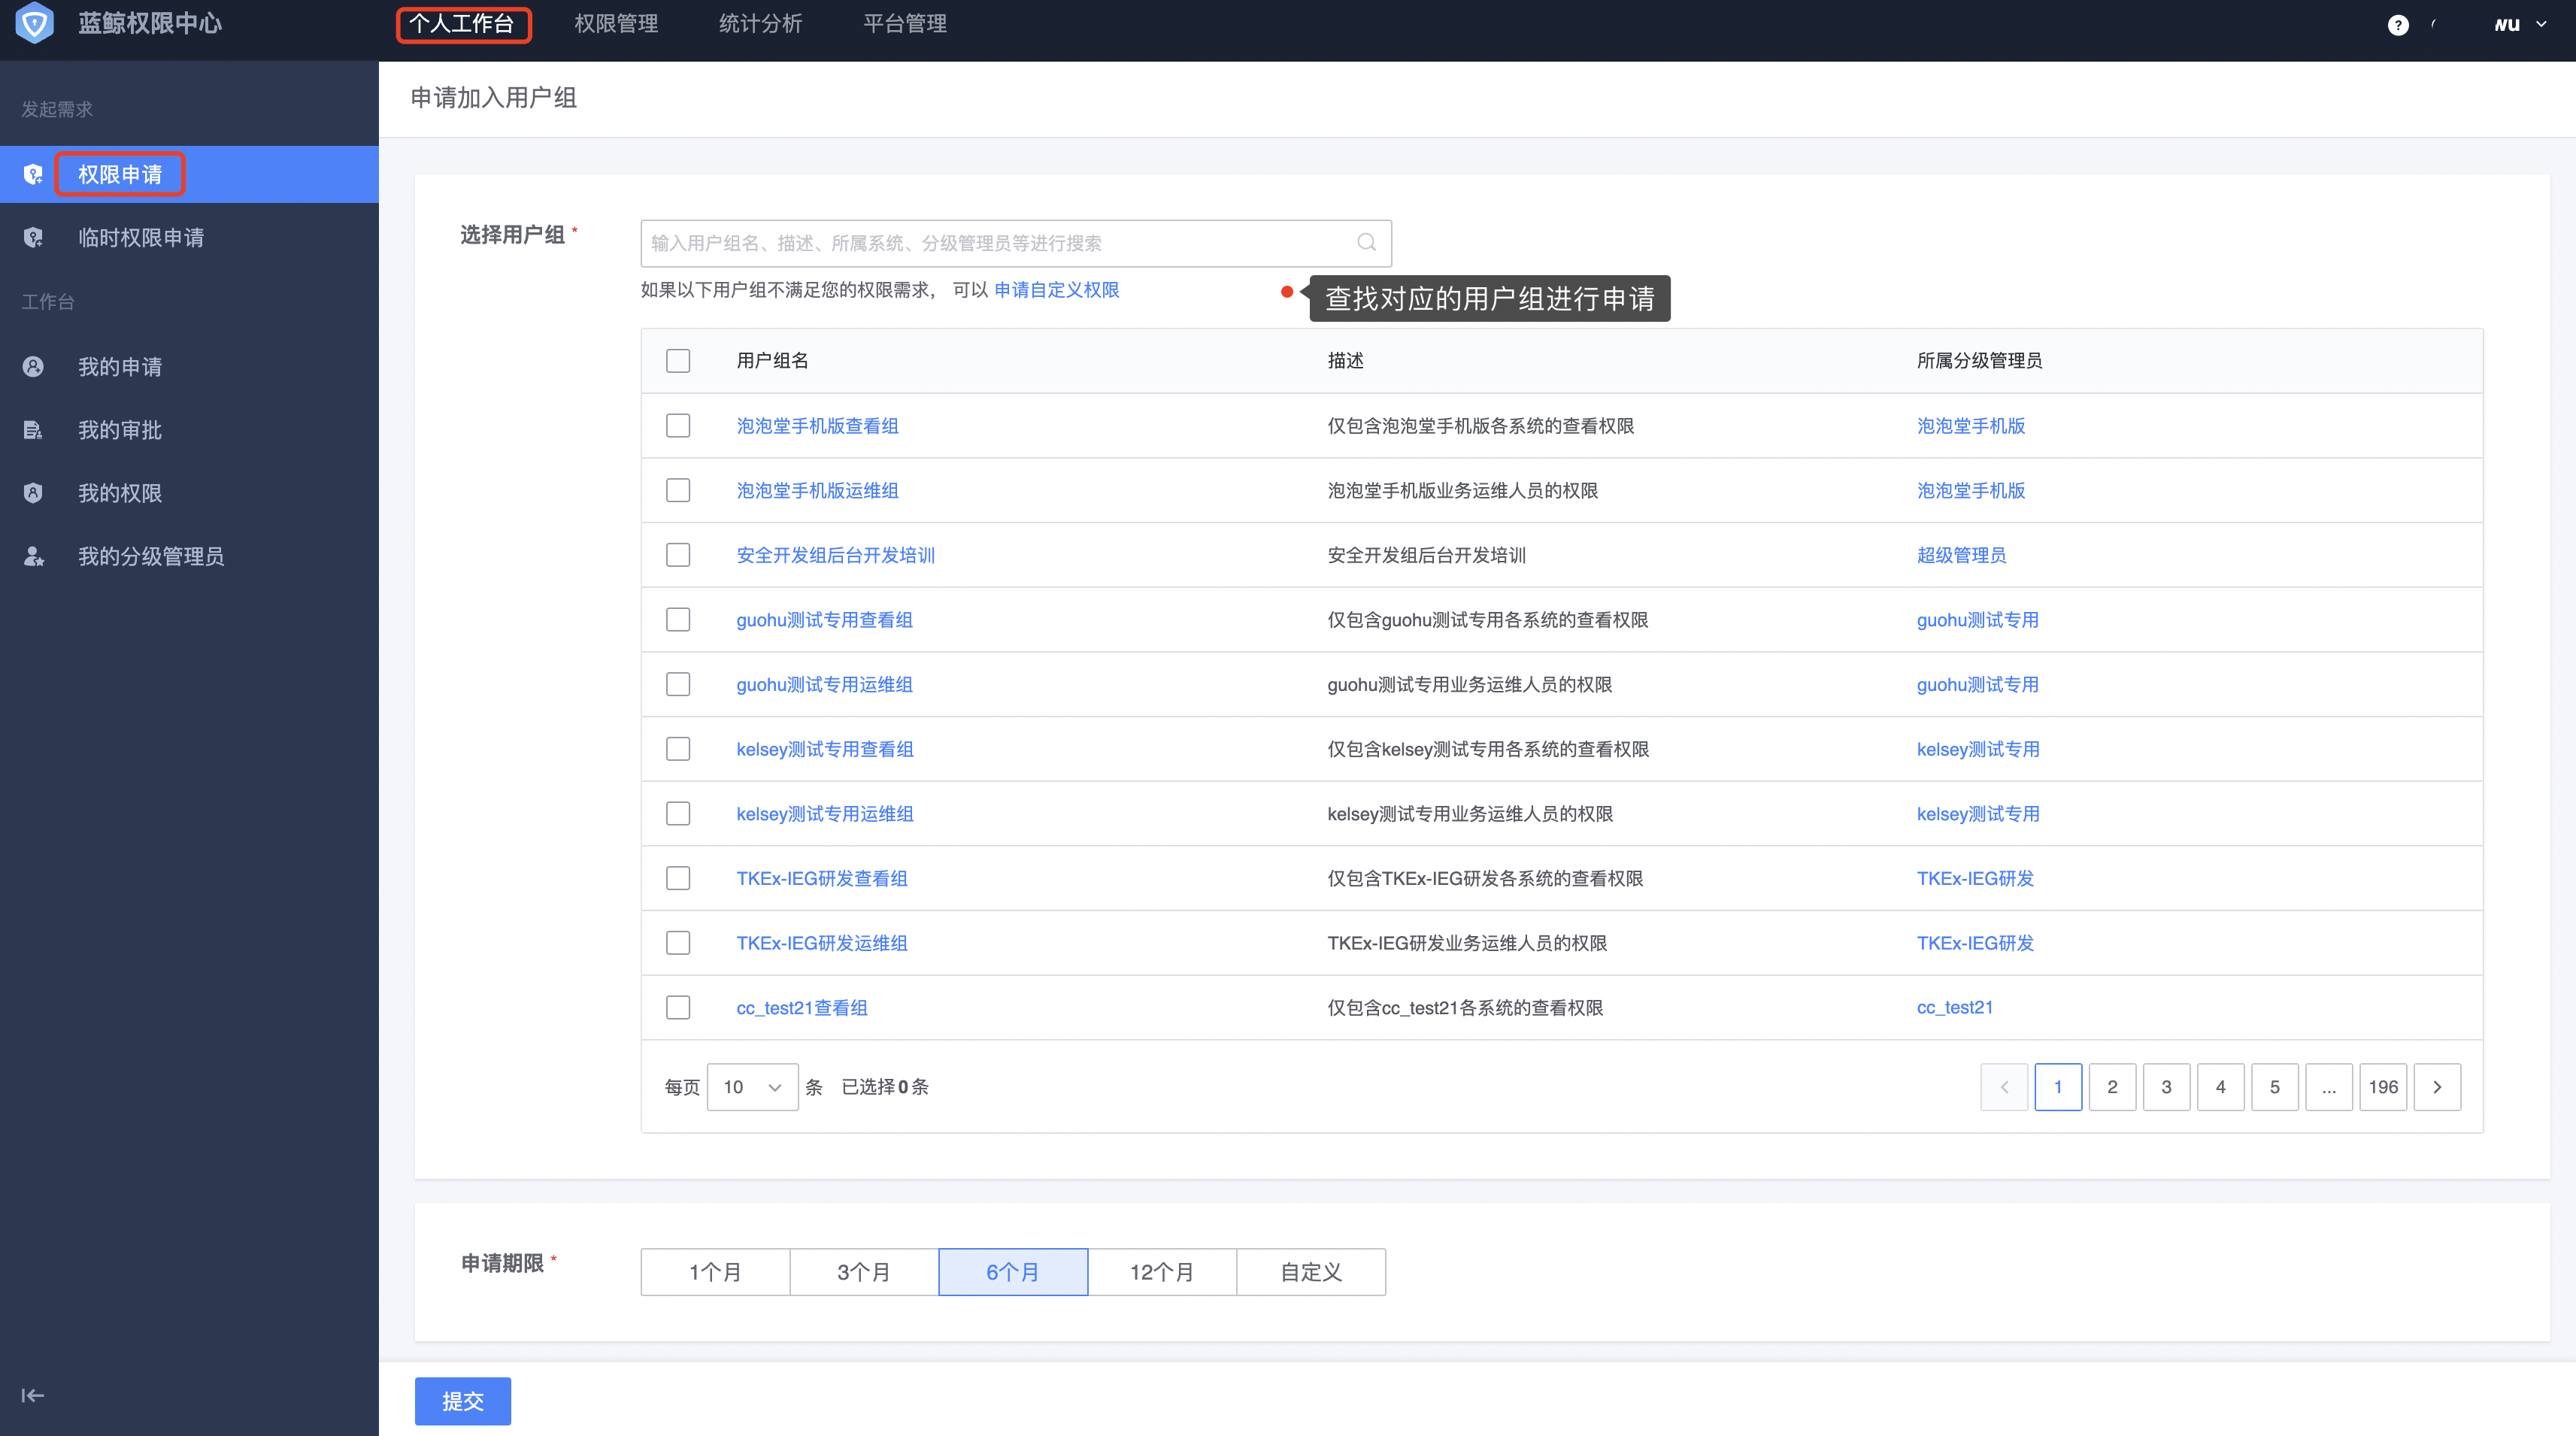 蓝鲸权限中心
个人工作台 权限管理 统计分析 平台管理
? wu
发起需求
权限申请
临时权限申请
工作台
我的申请
我的审批
我的权限
我的分级管理员
申请加入用户组
选择用户组 *
输入用户组名、描述、所属系统、分级管理员等进行搜索
如果以下用户组不满足您的权限需求， 可以 申请自定义权限
查找对应的用户组进行申请
用户组名 描述 所属分级管理员
泡泡堂手机版查看组 仅包含泡泡堂手机版各系统的查看权限 泡泡堂手机版
泡泡堂手机版运维组 泡泡堂手机版业务运维人员的权限 泡泡堂手机版
安全开发组后台开发培训 安全开发组后台开发培训 超级管理员
guohu测试专用查看组 仅包含guohu测试专用各系统的查看权限 guohu测试专用
guohu测试专用运维组 guohu测试专用业务运维人员的权限 guohu测试专用
kelsey测试专用查看组 仅包含kelsey测试专用各系统的查看权限 kelsey测试专用
kelsey测试专用运维组 kelsey测试专用业务运维人员的权限 kelsey测试专用
TKEx-IEG研发查看组 仅包含TKEx-IEG研发各系统的查看权限 TKEx-IEG研发
TKEx-IEG研发运维组 TKEx-IEG研发业务运维人员的权限 TKEx-IEG研发
cc_test21查看组 仅包含cc_test21各系统的查看权限 cc_test21
每页 10 条 已选择0条 1 2 3 4 5 ... 196
申请期限 *
1个月 3个月 6个月 12个月 自定义
提交